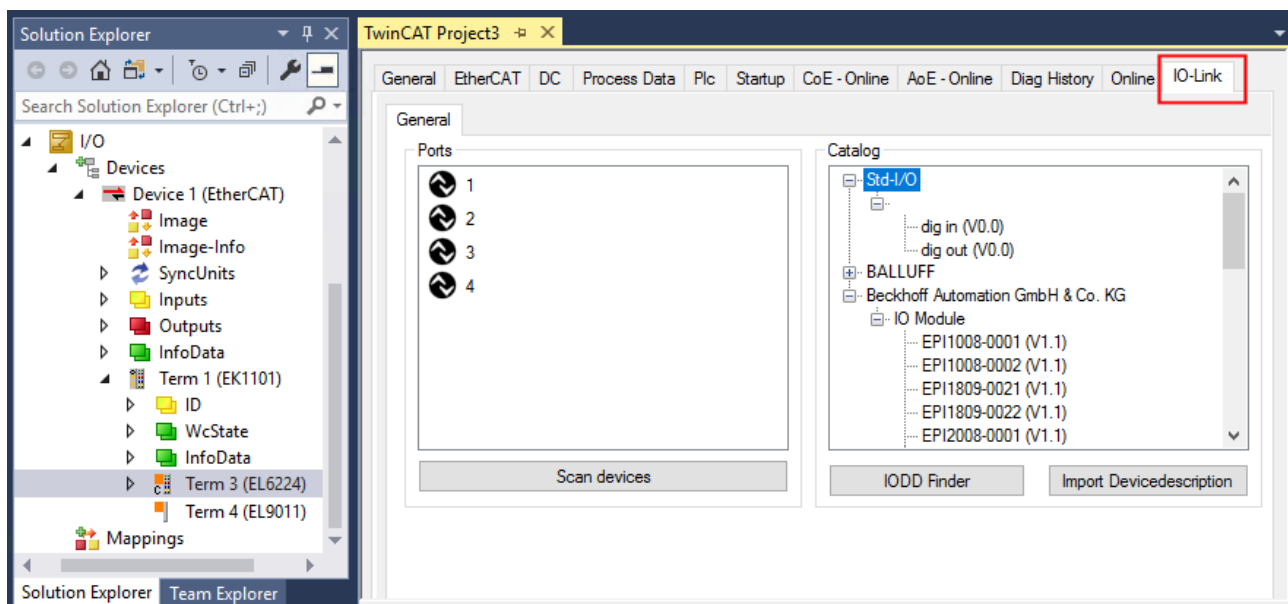 Solution Explorer
Search Solution Explorer (Ctrl+;)
I/O
Devices
Device 1 (EtherCAT)
Image
Image-Info
SyncUnits
Inputs
Outputs
InfoData
Term 1 (EK1101)
ID
WcState
InfoData
Term 3 (EL6224)
Term 4 (EL9011)
Mappings
Solution Explorer Team Explorer
TwinCAT Project3
General EtherCAT DC Process Data Plc Startup CoE - Online AoE - Online Diag History Online IO-Link
General
Ports
1
2
3
4
Scan devices
Catalog
Std-I/O
dig in (V0.0)
dig out (V0.0)
BALLUFF
Beckhoff Automation GmbH & Co. KG
IO Module
EPI1008-0001 (V1.1)
EPI1008-0002 (V1.1)
EPI1809-0021 (V1.1)
EPI1809-0022 (V1.1)
EPI2008-0001 (V1.1)
IODD Finder Import Devicedescription